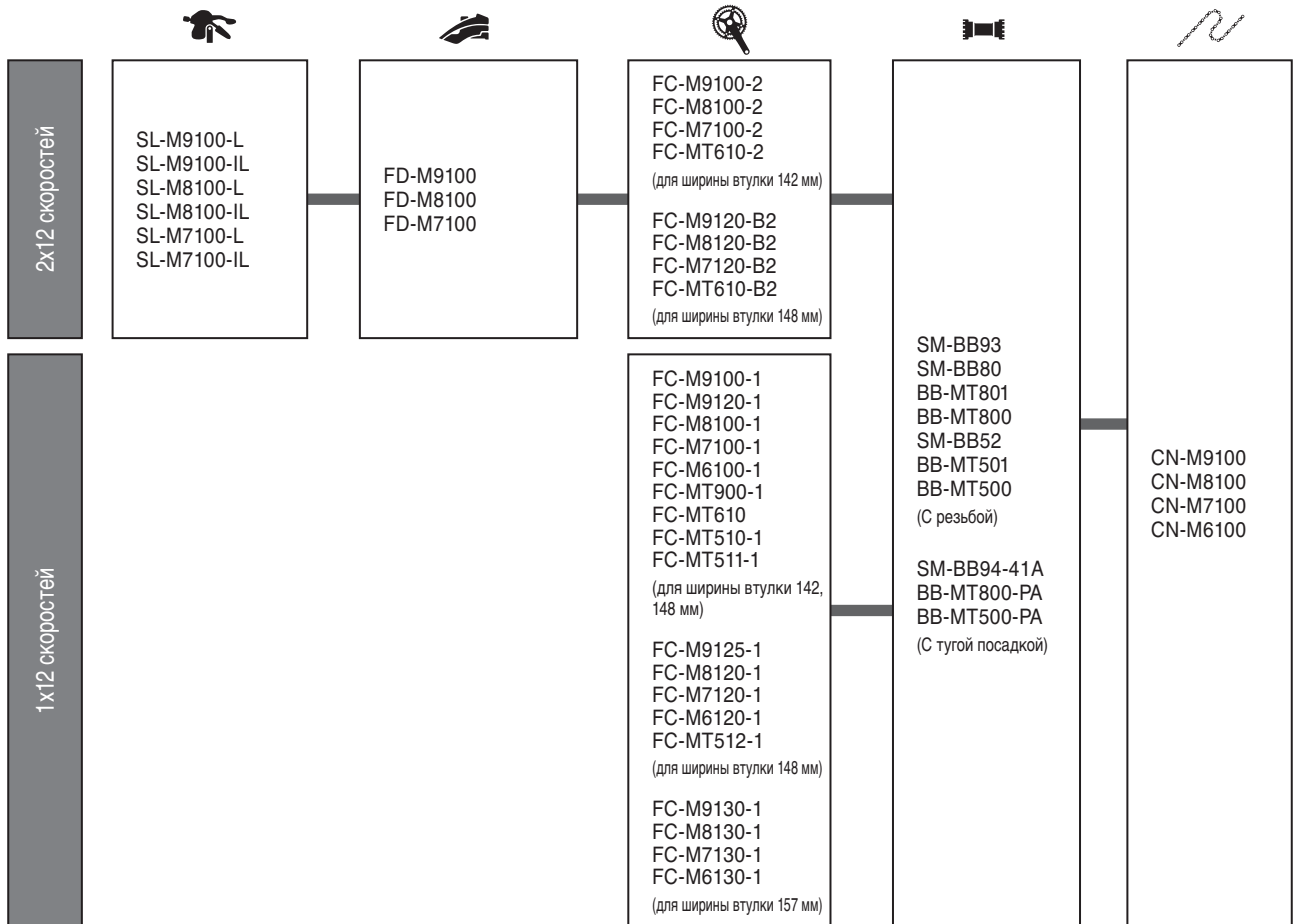 2x12 скоростей
SL-M9100-L
SL-M9100-IL
SL-M8100-L
SL-M8100-IL
SL-M7100-L
SL-M7100-IL
FD-M9100
FD-M8100
FD-M7100
FC-M9100-2
FC-M8100-2
FC-M7100-2
FC-MT610-2
(для ширины втулки 142 мм)
FC-M9120-B2
FC-M8120-B2
FC-M7120-B2
FC-MT610-B2
(для ширины втулки 148 мм)
1x12 скоростей
FC-M9100-1
FC-M9120-1
FC-M8100-1
FC-M7100-1
FC-M6100-1
FC-MT900-1
FC-MT610
FC-MT510-1
FC-MT511-1
(для ширины втулки 142,
148 мм)
FC-M9125-1
FC-M8120-1
FC-M7120-1
FC-M6120-1
FC-MT512-1
(для ширины втулки 148 мм)
FC-M9130-1
FC-M8130-1
FC-M7130-1
FC-M6130-1
(для ширины втулки 157 мм)
SM-BB93
SM-BB80
BB-MT801
BB-MT800
SM-BB52
BB-MT501
BB-MT500
(С резьбой)
SM-BB94-41A
BB-MT800-PA
BB-MT500-PA
(С тугой посадкой)
CN-M9100
CN-M8100
CN-M7100
CN-M6100